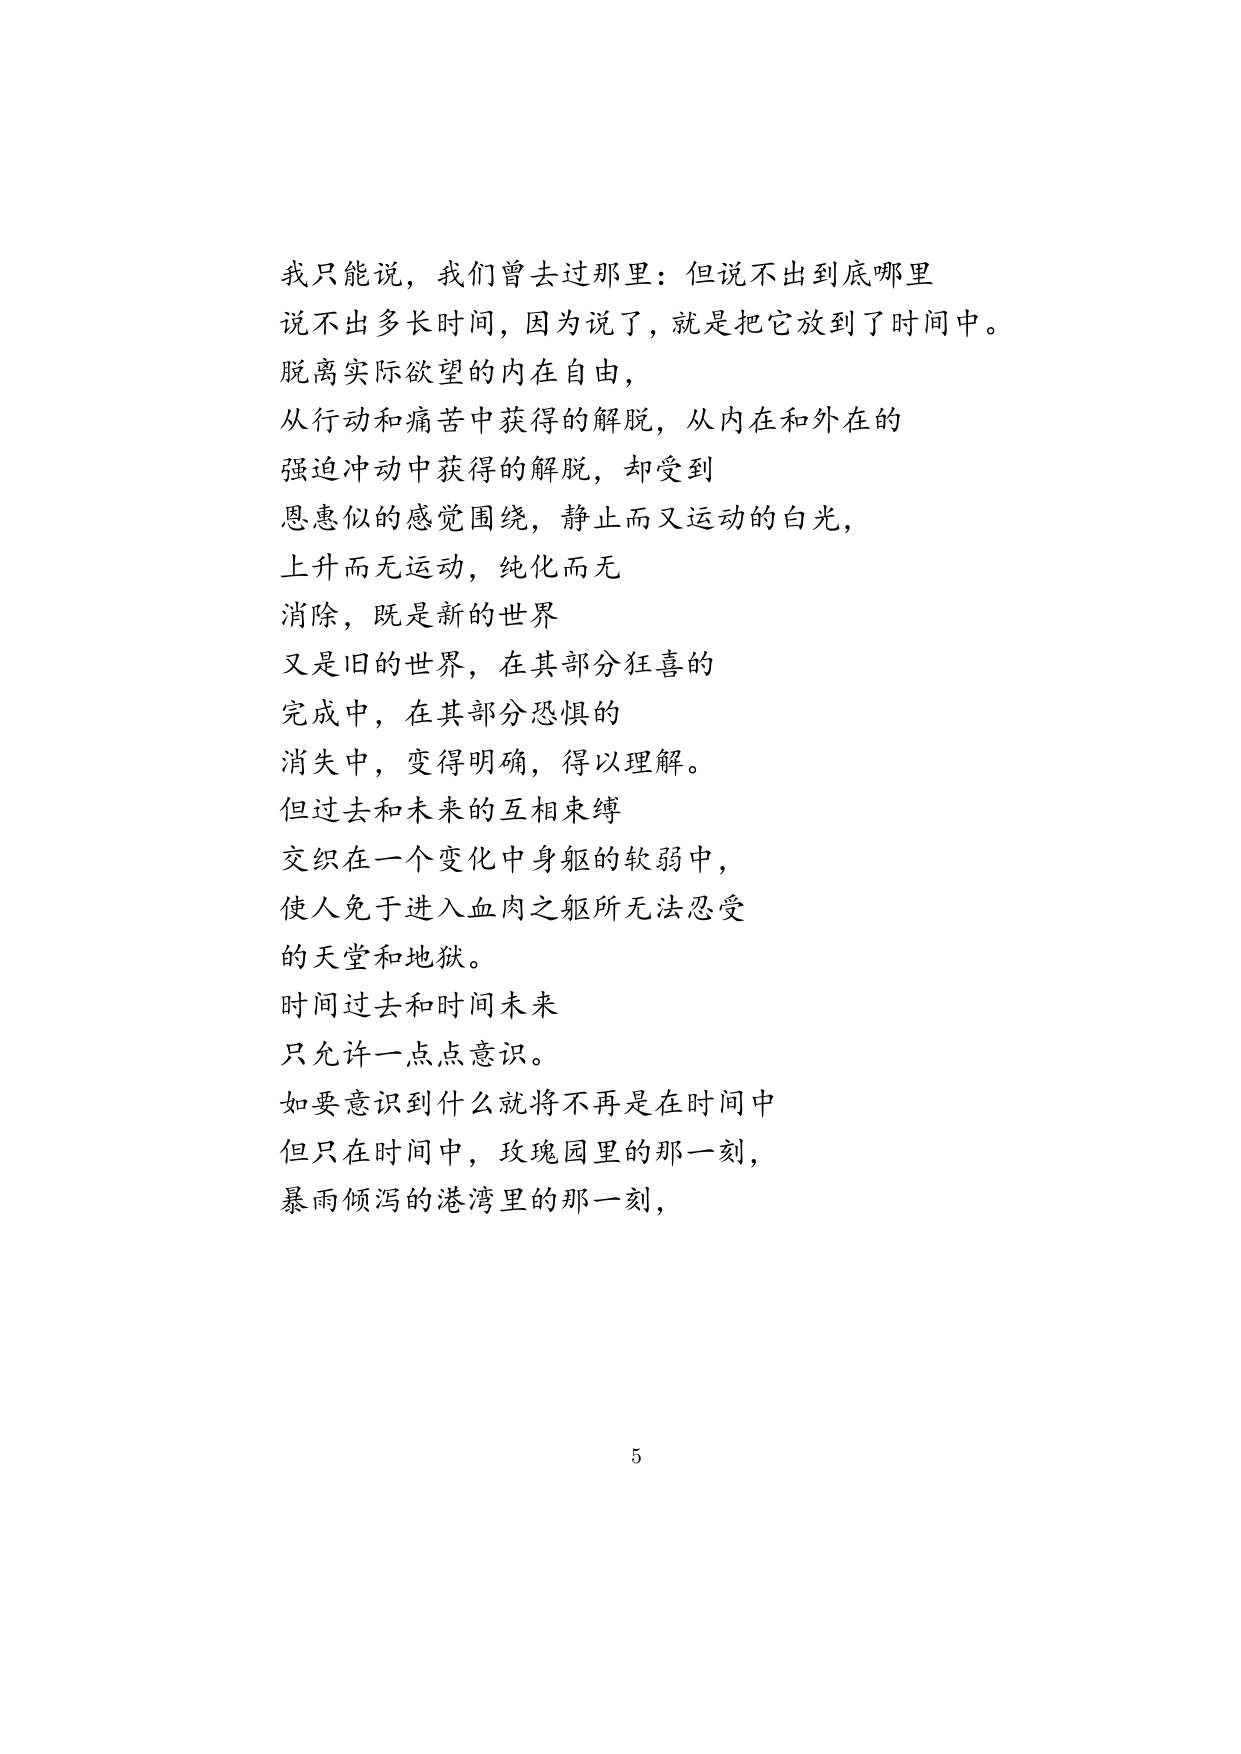 我只能说，我们曾去过那里：但说不出到底哪里
说不出多长时间，因为说了，就是把它放到了时间中。
脱离实际欲望的内在自由，
从行动和痛苦中获得的解脱，从内在和外在的
强迫冲动中获得的解脱，却受到
恩惠似的感觉围绕，静止而又运动的白光，
上升而无运动，纯化而无
消除，既是新的世界
又是旧的世界，在其部分狂喜的
完成中，在其部分恐惧的
消失中，变得明确，得以理解。
但过去和未来的互相束缚
交织在一个变化中身躯的软弱中，
使人免于进入血肉之躯所无法忍受
的天堂和地狱。
时间过去和时间未来
只允许一点点意识。
如要意识到什么就将不再是在时间中
但只在时间中，玫瑰园里的那一刻，
暴雨倾泻的港湾里的那一刻，
5